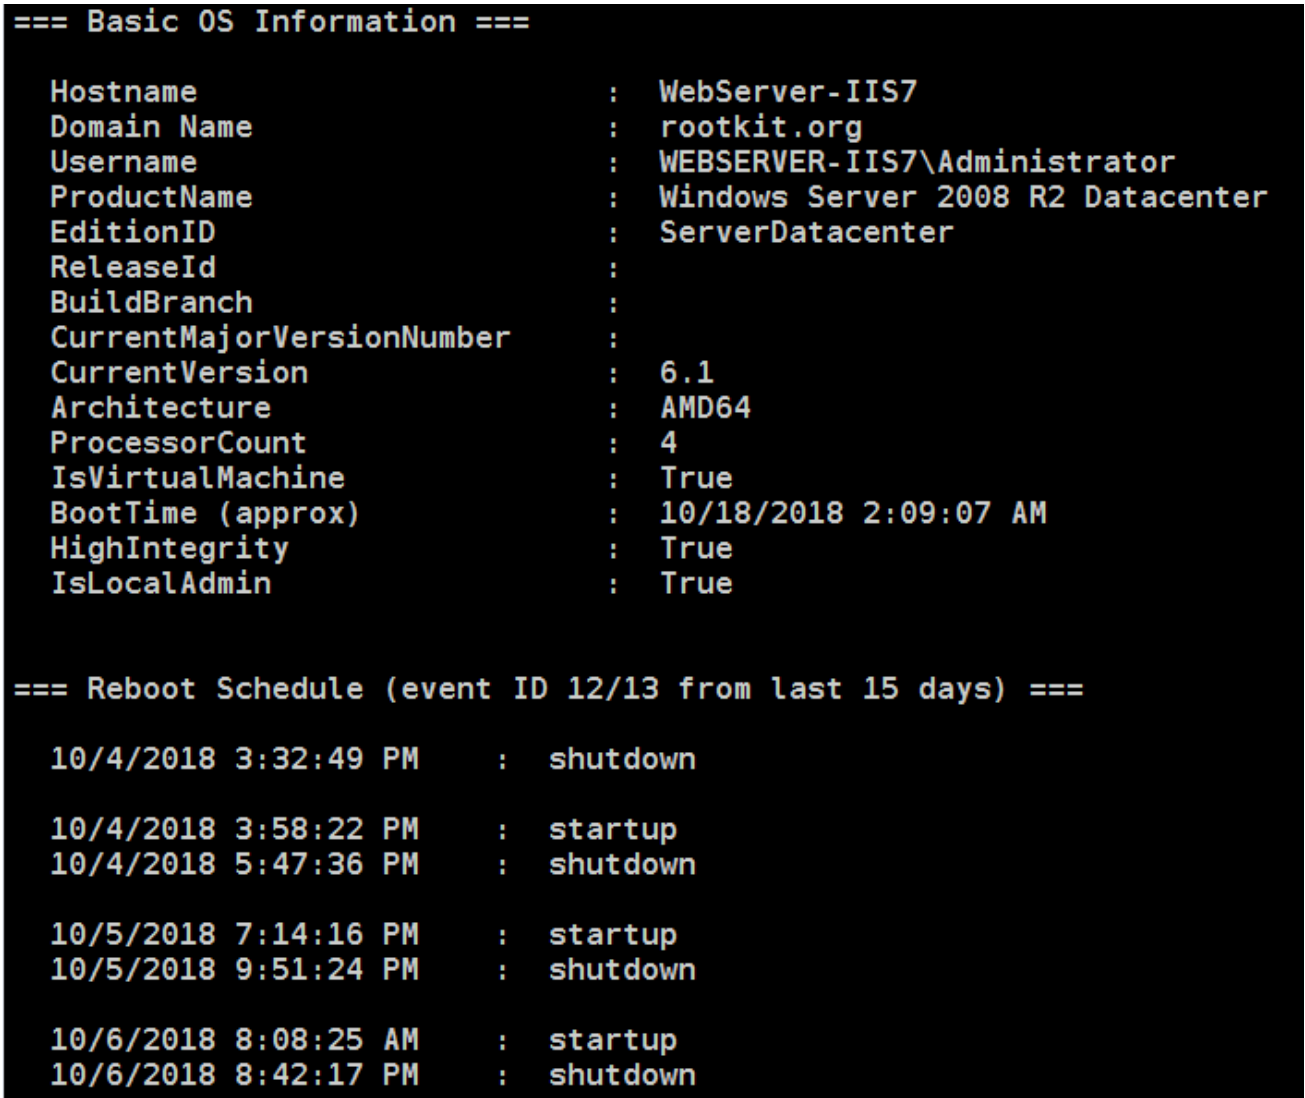 === Basic OS Information ===
Hostname : WebServer-IIS7
Domain Name : rootkit.org
Username : WEBSERVER-IIS7\Administrator
ProductName : Windows Server 2008 R2 Datacenter
EditionID : ServerDatacenter
ReleaseId :
BuildBranch :
CurrentMajorVersionNumber :
CurrentVersion : 6.1
Architecture : AMD64
ProcessorCount : 4
IsVirtualMachine : True
BootTime (approx) : 10/18/2018 2:09:07 AM
HighIntegrity : True
IsLocalAdmin : True
=== Reboot Schedule (event ID 12/13 from last 15 days) ===
10/4/2018 3:32:49 PM : shutdown
10/4/2018 3:58:22 PM : startup
10/4/2018 5:47:36 PM : shutdown
10/5/2018 7:14:16 PM : startup
10/5/2018 9:51:24 PM : shutdown
10/6/2018 8:08:25 AM : startup
10/6/2018 8:42:17 PM : shutdown